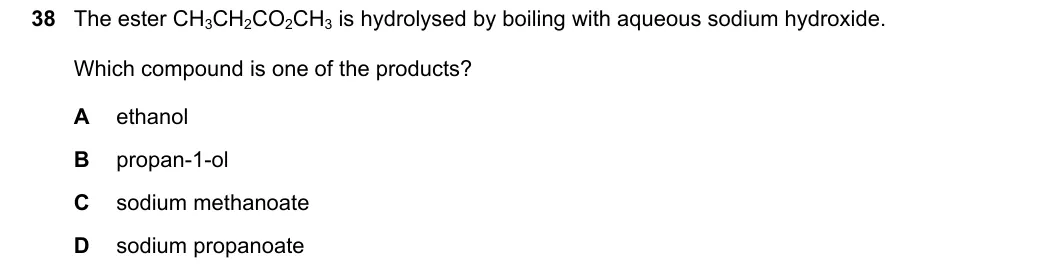 38 The ester CH₃CH₂CO₂CH₃ is hydrolysed by boiling with aqueous sodium hydroxide.
Which compound is one of the products?
A ethanol
B propan-1-ol
C sodium methanoate
D sodium propanoate